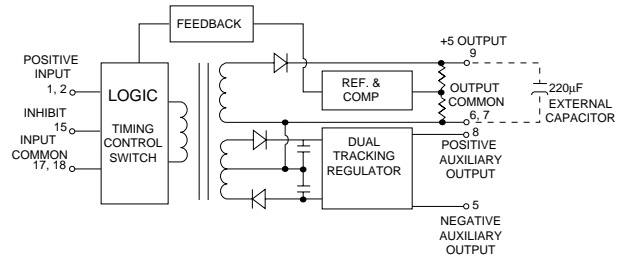 FEEDBACK
+5 OUTPUT
9
POSITIVE
INPUT
1, 2
LOGIC
REF. &
COMP
OUTPUT
COMMON
6, 7
220µF
EXTERNAL
CAPACITOR
INHIBIT
15
INPUT
COMMON
17, 18
TIMING
CONTROL
SWITCH
DUAL
TRACKING
REGULATOR
8
POSITIVE
AUXILIARY
OUTPUT
5
NEGATIVE
AUXILIARY
OUTPUT